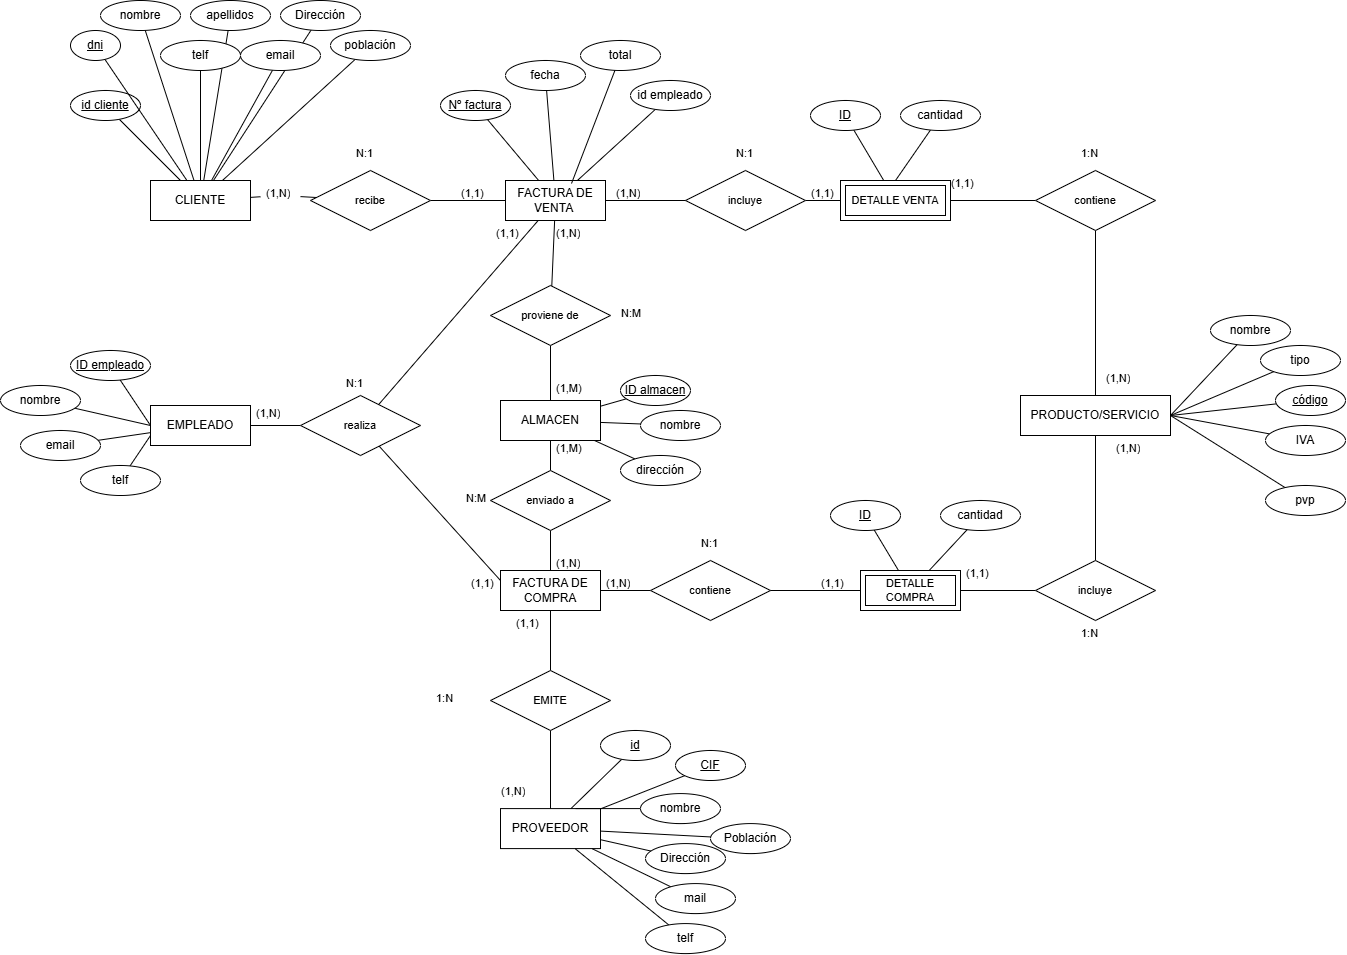 nombre
apellidos
Dirección
dni
telf
email
población
id cliente
total
fecha
Nº factura
id empleado
ID
cantidad
N:1
N:1
1:N
CLIENTE
(1,N)
recibe
(1,1)
FACTURA DE
VENTA
(1,N)
incluye
(1,1)
DETALLE VENTA
(1,1)
contiene
(1,1)
(1,N)
proviene de
N:M
nombre
tipo
código
IVA
pvp
ID empleado
nombre
email
telf
EMPLEADO
(1,N)
N:1
realiza
(1,M)
ALMACEN
ID almacen
nombre
dirección
(1,M)
(1,N)
PRODUCTO/SERVICIO
(1,N)
N:M
enviado a
ID
cantidad
(1,N)
(1,1)
FACTURA DE
COMPRA
(1,N)
N:1
contiene
(1,1)
DETALLE
COMPRA
(1,1)
incluye
1:N
(1,1)
1:N
EMITE
(1,N)
PROVEEDOR
id
CIF
nombre
Población
Dirección
mail
telf